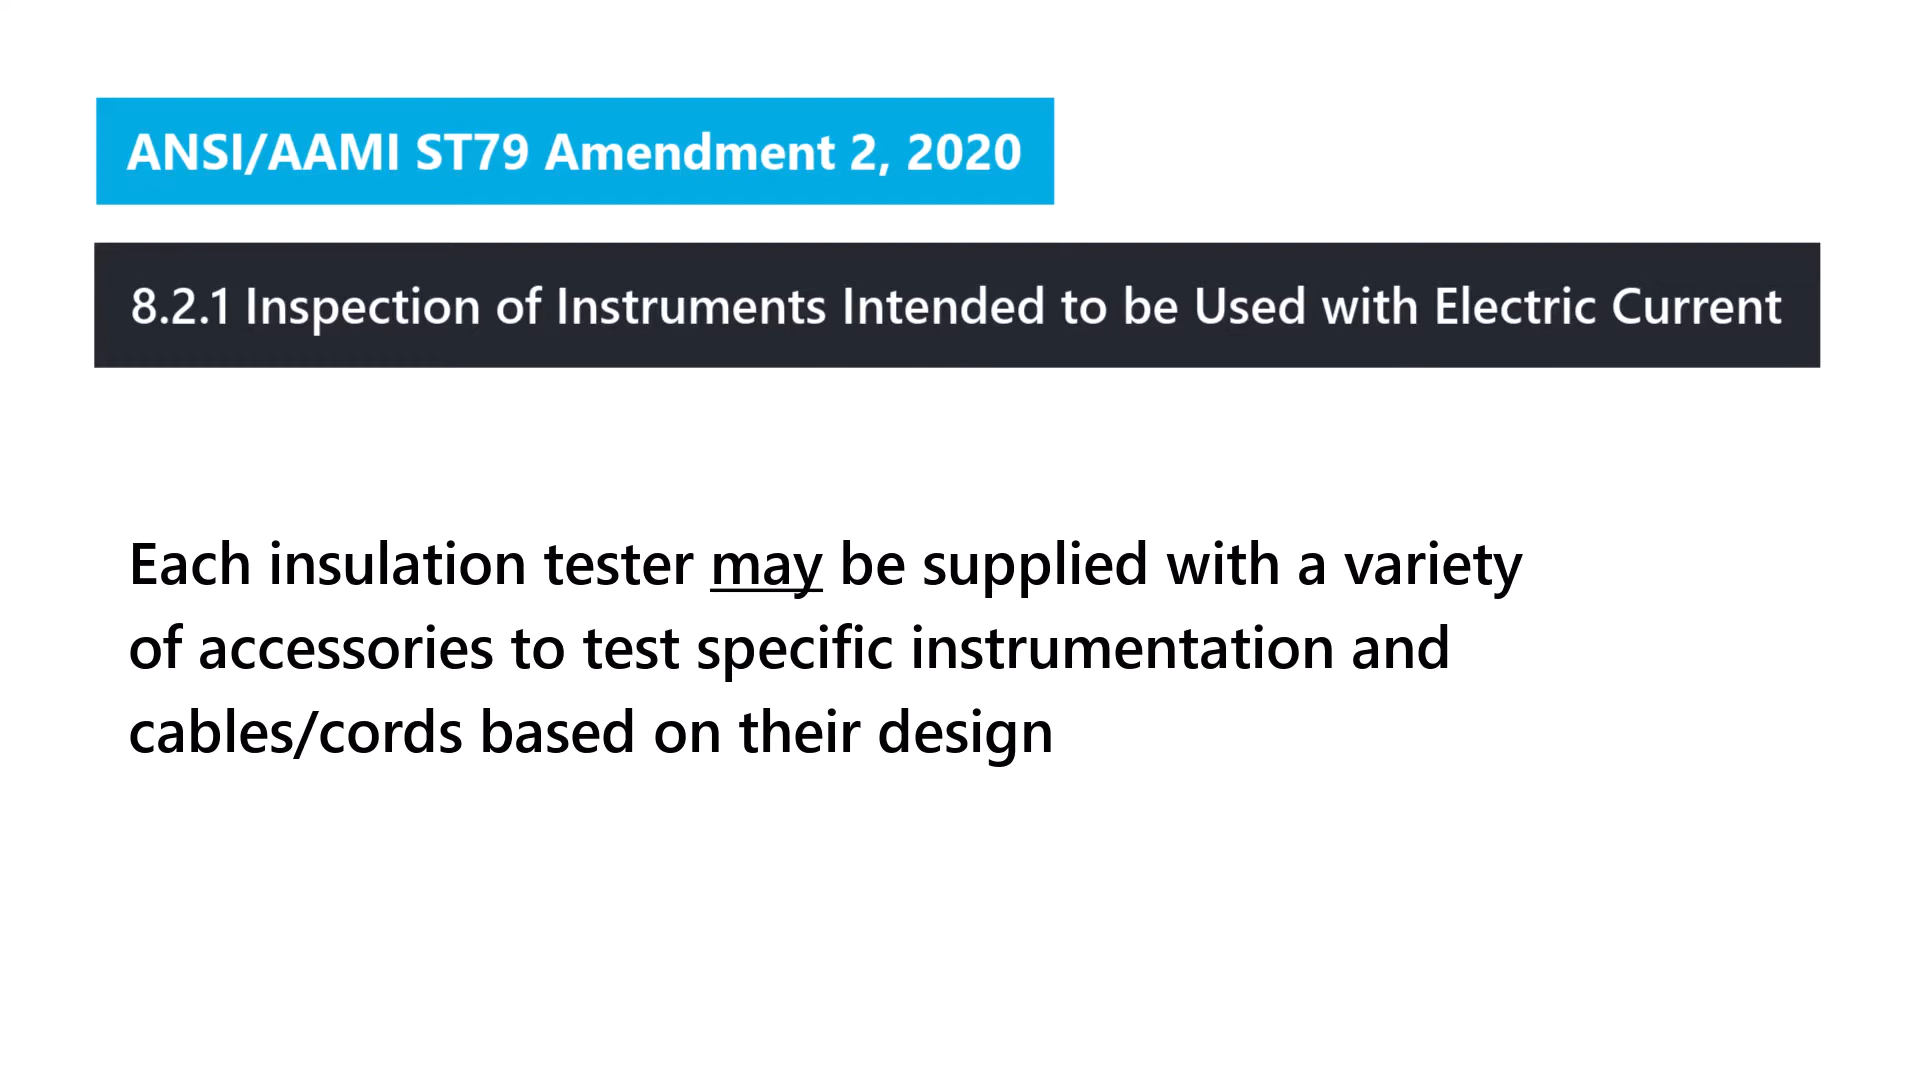 ANSI/AAMI ST79 Amendment 2, 2020
8.2.1 Inspection of Instruments Intended to be Used with Electric Current
Each insulation tester may be supplied with a variety
of accessories to test specific instrumentation and
cables/cords based on their design